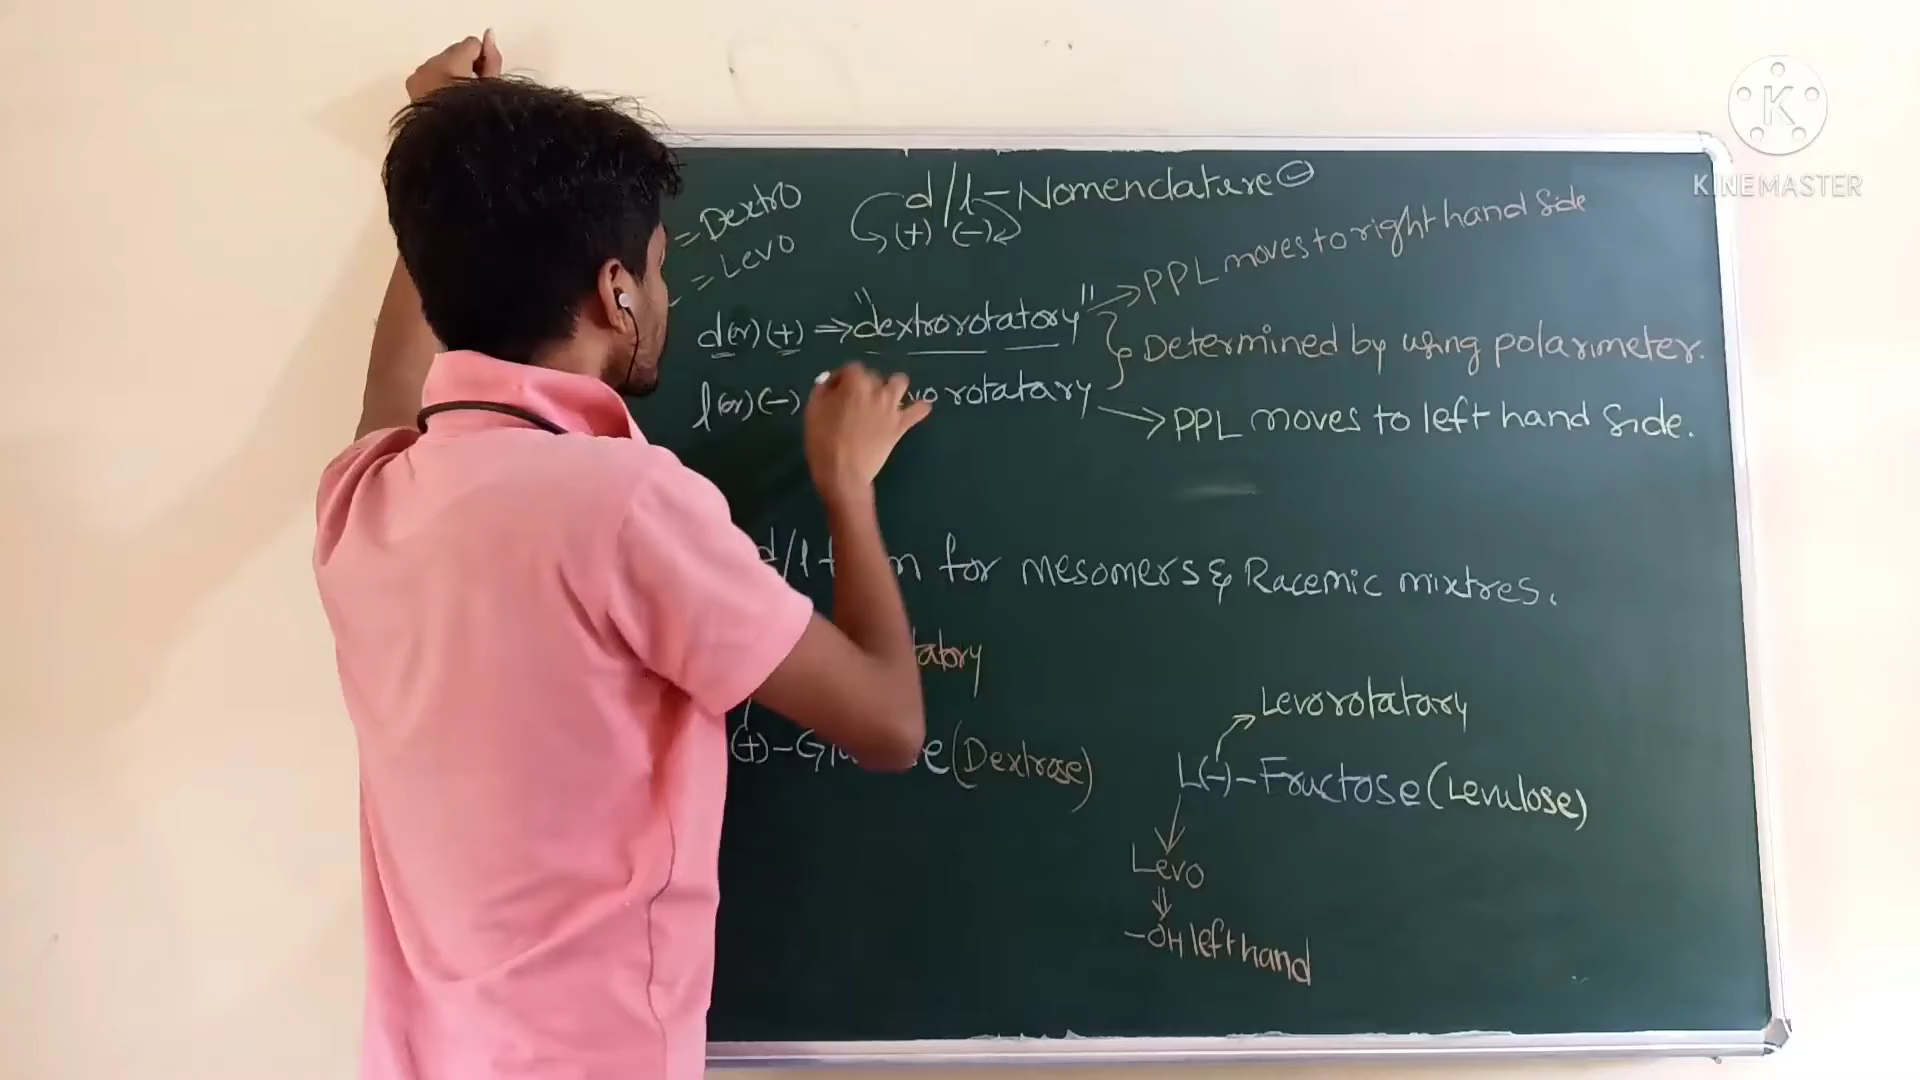 d/l-Nomenclature
(+) (-)
= Dextro
= Levo
PPL moves to right hand side
d(or)(+) ⇒ "dextrorotatory"
Determined by using polarimeter.
l(or)(-) rotatary
PPL moves to left hand side.
d/l for mesomers & Racemic mixtres.
Levorotatary
(+)- (Dextrose)
L(-)-Fructose(Levulose)
Levo
-OH left hand
K
KINEMASTER